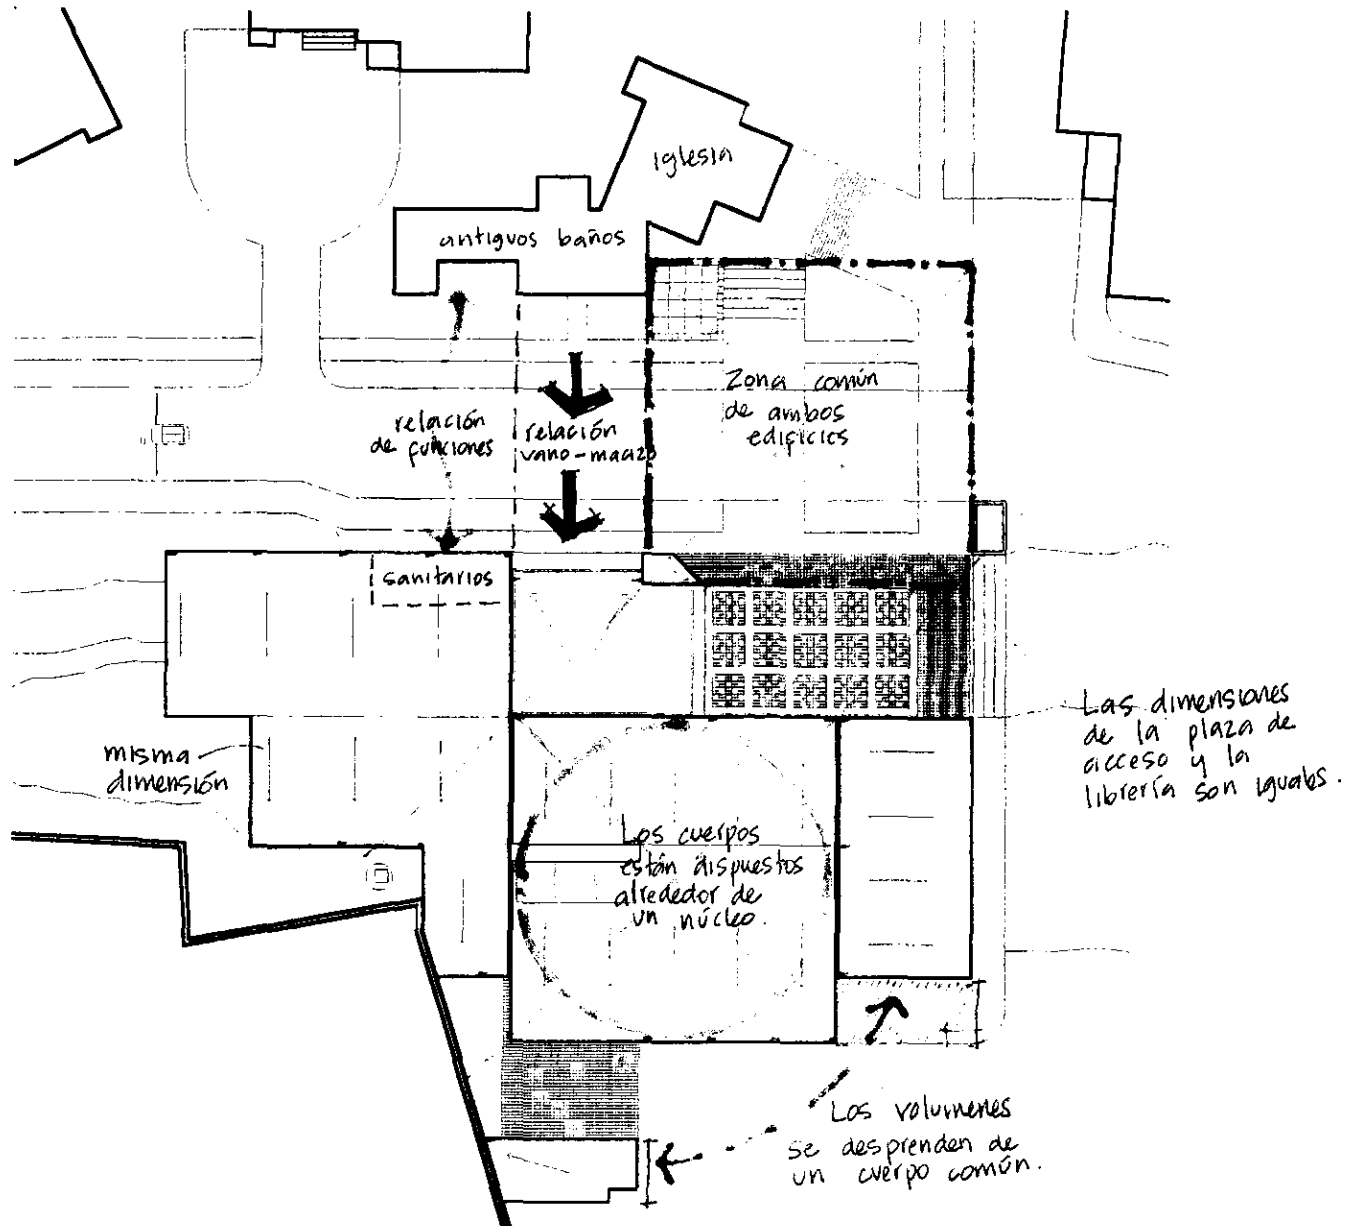 iglesia
antiguos baños
Zona común
de ambos
edificios
relación
de funciones
relación
vano-macizo
sanitarios
misma
dimensión
Las dimensiones
de la plaza de
acceso y la
librería son iguals.
Los cuerpos
están dispuestos
alrededor de
un núcleo.
Los volumenes
se desprenden de
un cuerpo común.